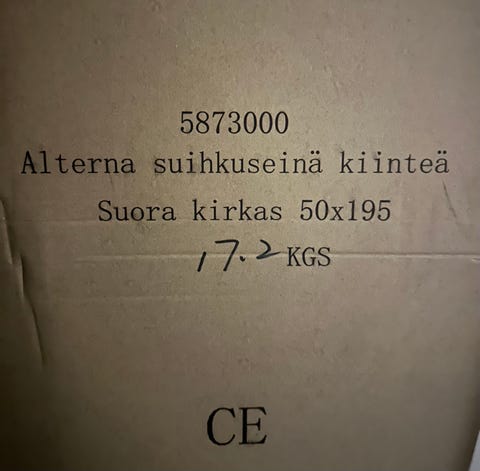 5873000
Alterna suihkuseinä kiinteä
Suora kirkas 50x195
17.2 KGS
CE